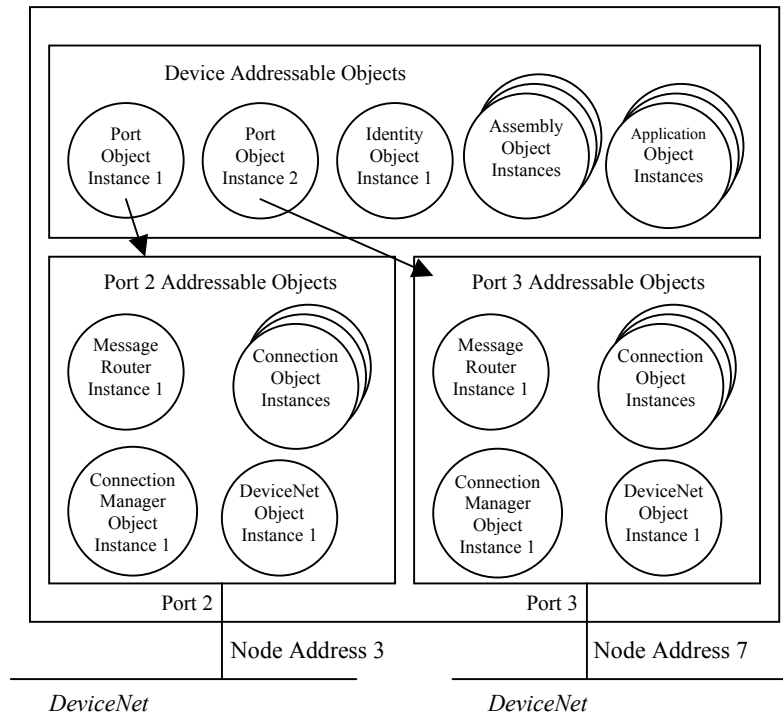 Device Addressable Objects
Port
Object
Instance 1
Port
Object
Instance 2
Identity
Object
Instance 1
Assembly
Object
Instances
Application
Object
Instances
Port 2 Addressable Objects
Message
Router
Instance 1
Connection
Object
Instances
Connection
Manager
Object
Instance 1
DeviceNet
Object
Instance 1
Port 3 Addressable Objects
Message
Router
Instance 1
Connection
Object
Instances
Connection
Manager
Object
Instance 1
DeviceNet
Object
Instance 1
Port 2
Port 3
Node Address 3
Node Address 7
DeviceNet
DeviceNet